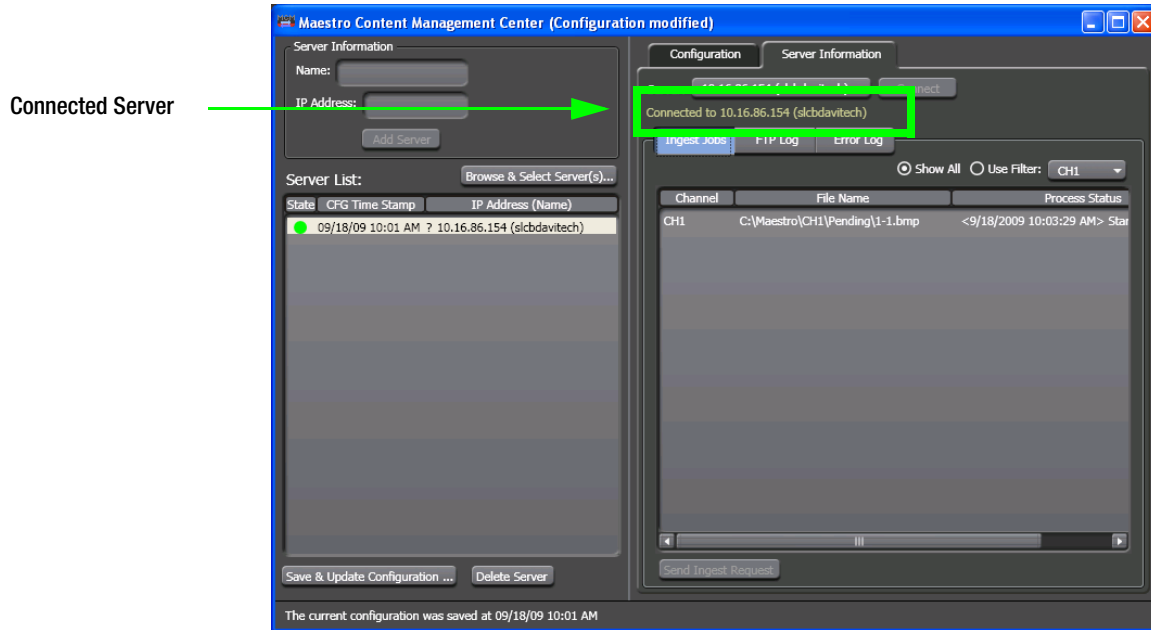 Maestro Content Management Center (Configuration modified)
Connected Server
Server Information
Name:
IP Address:
Add Server
Server List:
Browse & Select Server(s)...
State CFG Time Stamp IP Address (Name)
09/18/09 10:01 AM ? 10.16.86.154 (slcbdavitech)
Save & Update Configuration ...
Delete Server
The current configuration was saved at 09/18/09 10:01 AM
Configuration
Server Information
Connected to 10.16.86.154 (slcbdavitech)
Ingest Jobs
FTP Log
Error Log
Show All
Use Filter:
CH1
Channel File Name Process Status
CH1 C:\Maestro\CH1\Pending\1-1.bmp <9/18/2009 10:03:29 AM> Star
Send Ingest Request